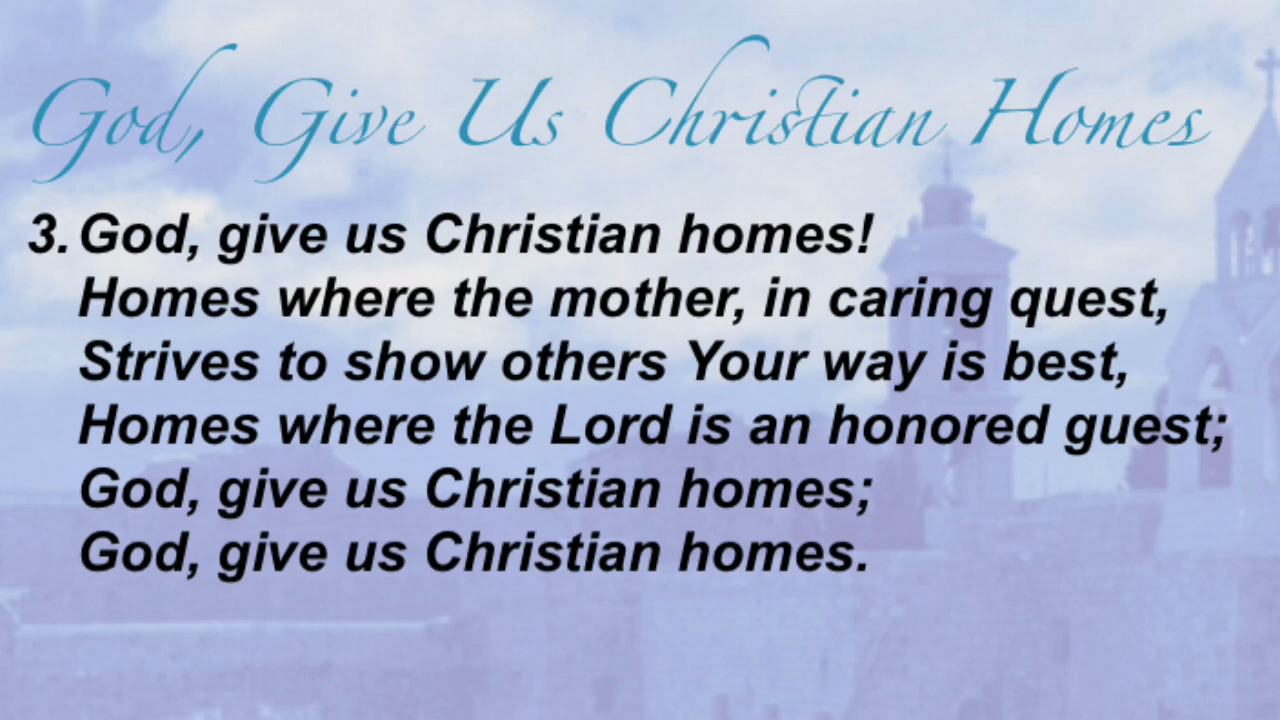 God, Give Us Christian Homes
3. God, give us Christian homes!
Homes where the mother, in caring quest,
Strives to show others Your way is best,
Homes where the Lord is an honored guest;
God, give us Christian homes;
God, give us Christian homes.